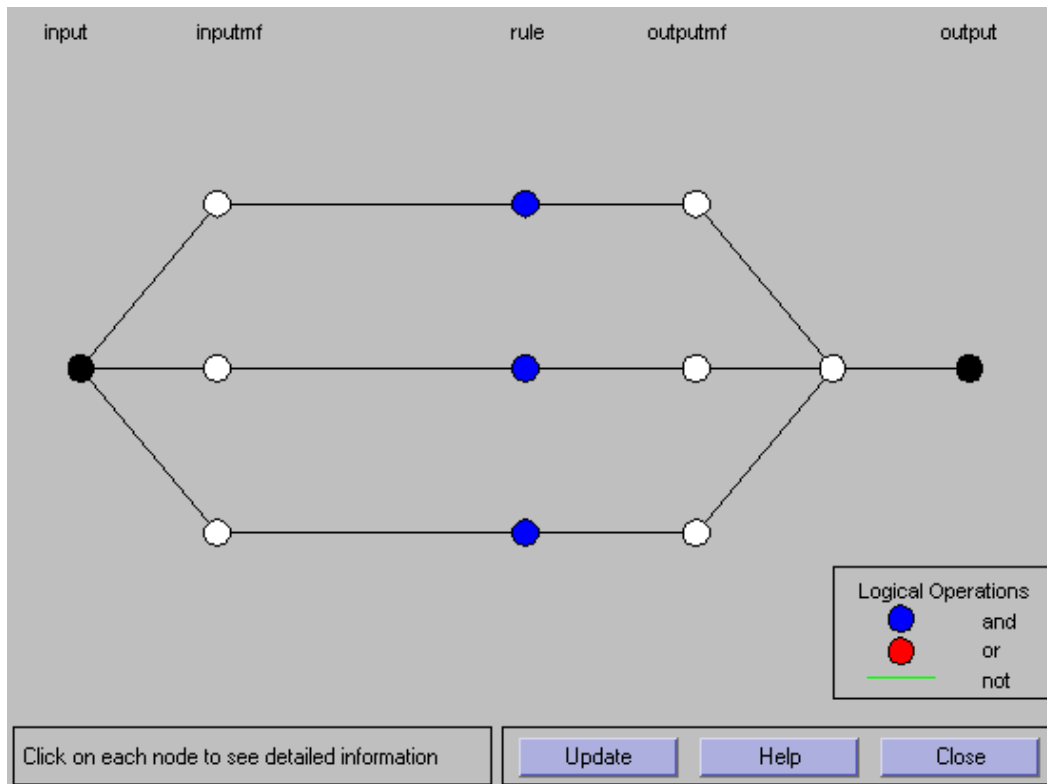 input inputmf rule outputmf output
Logical Operations
and
or
not
Click on each node to see detailed information
Update Help Close